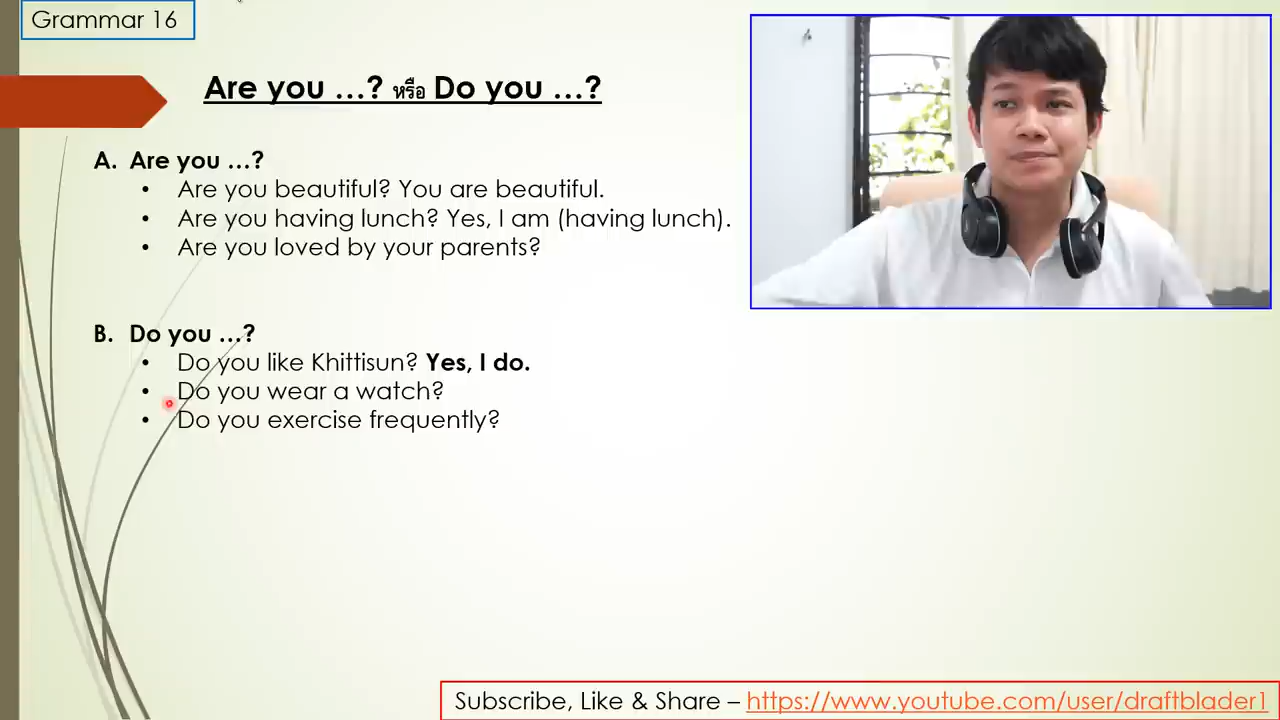 Grammar 16
Are you …? หรือ Do you …?
A. Are you …?
• Are you beautiful? You are beautiful.
• Are you having lunch? Yes, I am (having lunch).
• Are you loved by your parents?
B. Do you …?
• Do you like Khittisun? Yes, I do.
• Do you wear a watch?
• Do you exercise frequently?
Subscribe, Like & Share – https://www.youtube.com/user/draftblader1